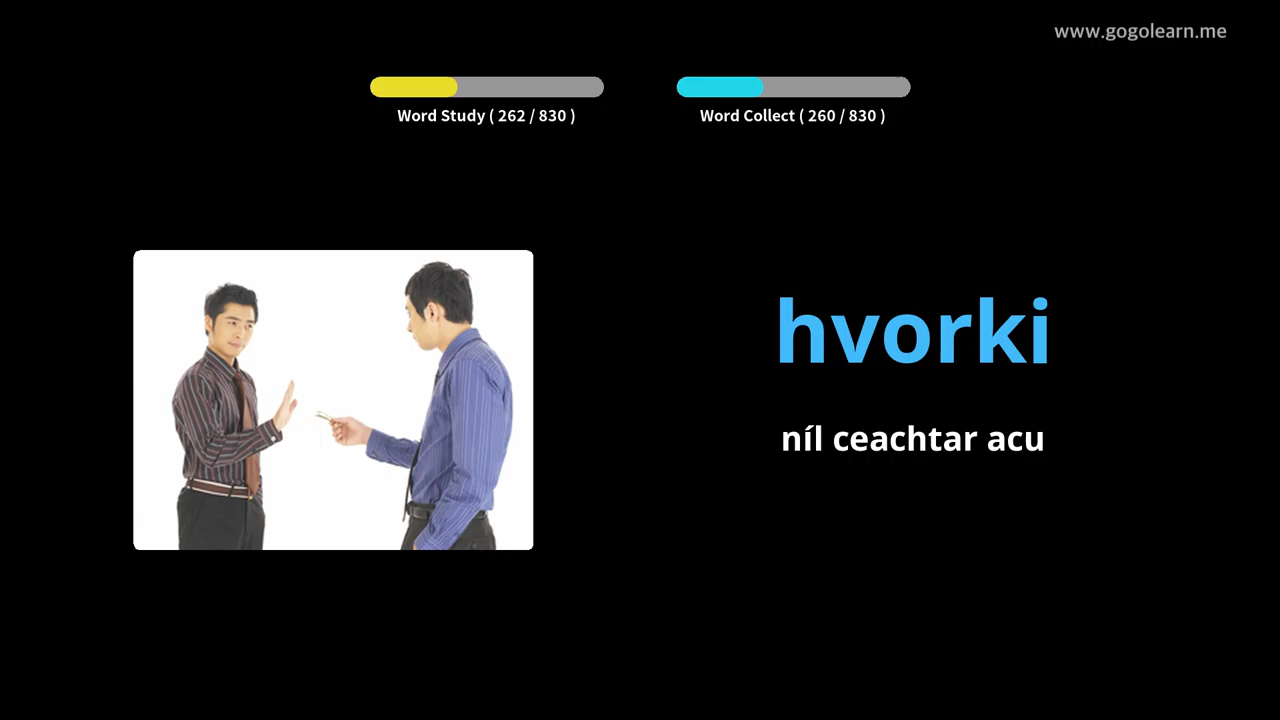 www.gogolearn.me
Word Study ( 262 / 830 )
Word Collect ( 260 / 830 )
hvorki
níl ceachtar acu